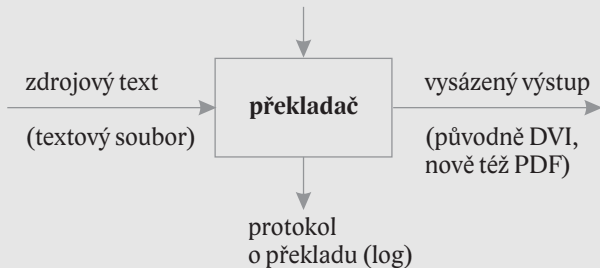 zdrojový text
(textový soubor)
překladač
vysázený výstup
(původně DVI,
nově též PDF)
protokol
o překladu (log)